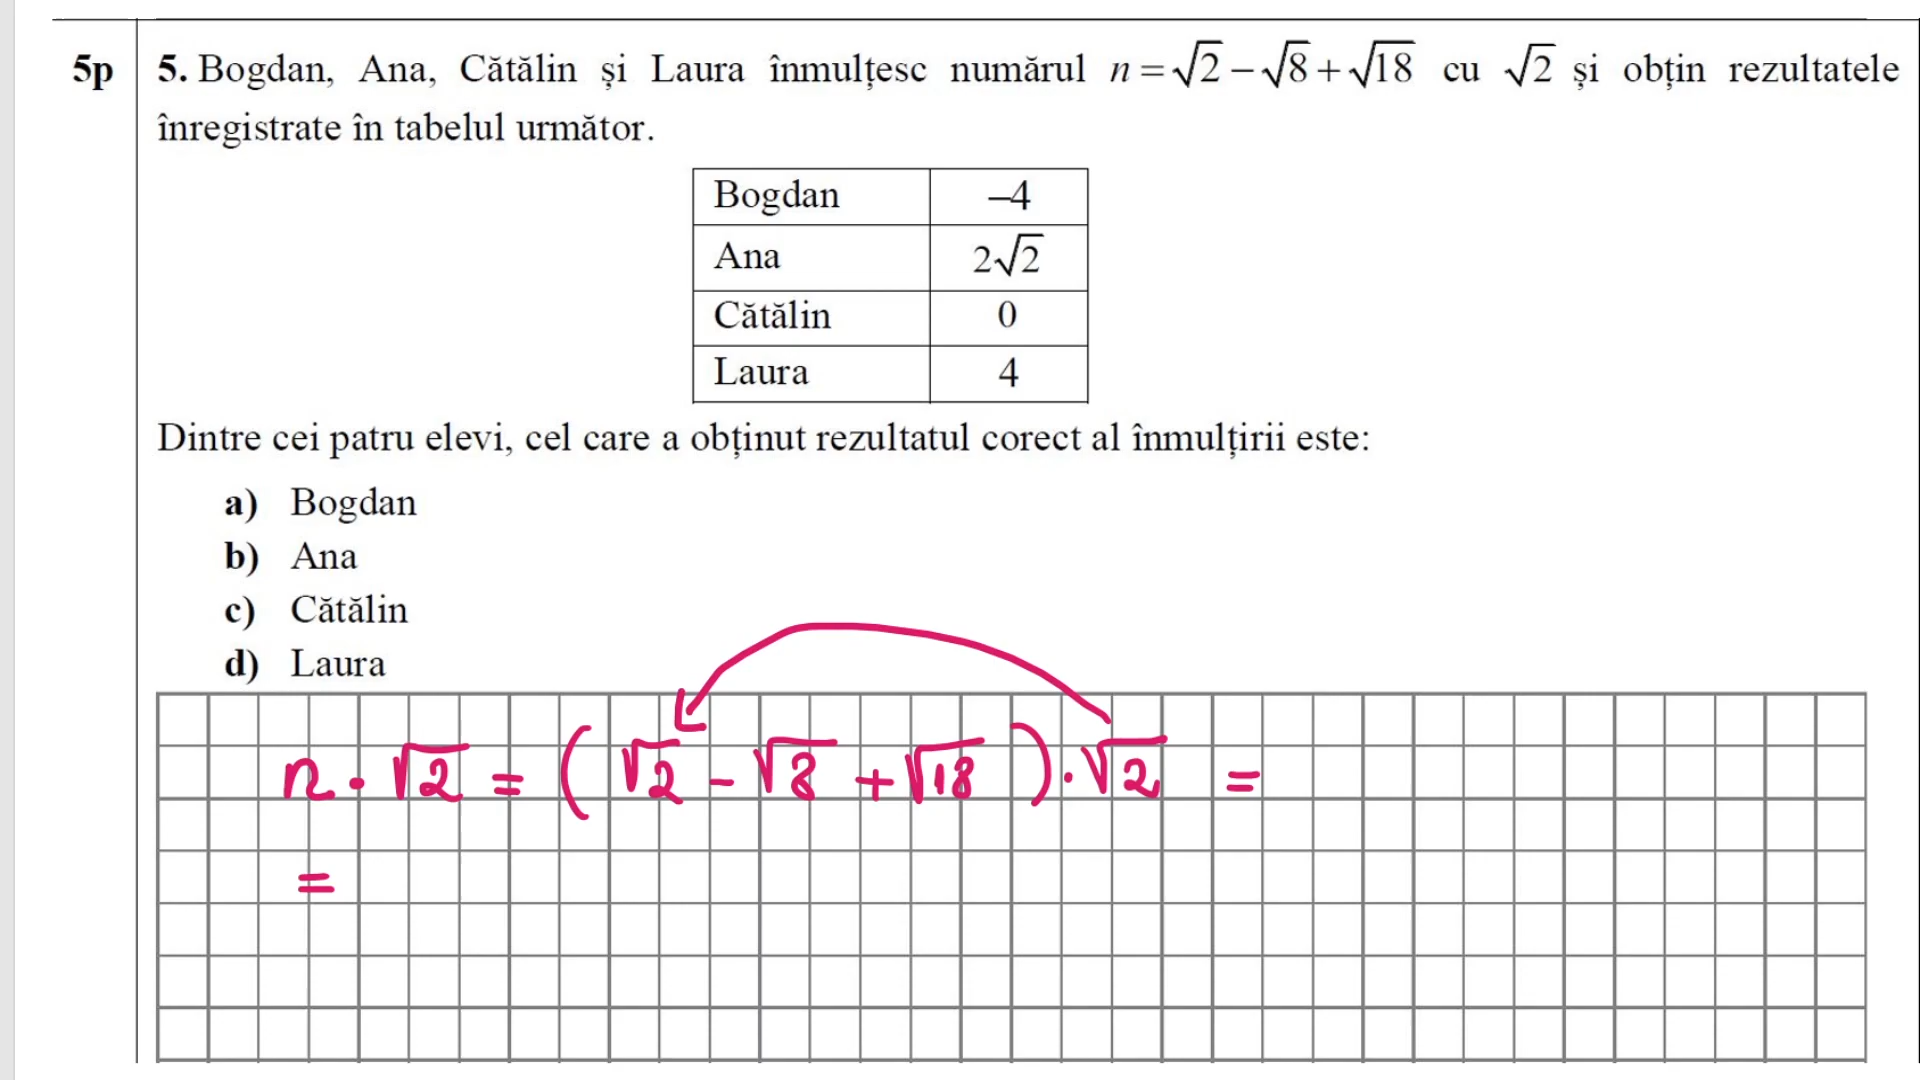 5p 5. Bogdan, Ana, Cătălin și Laura înmulțesc numărul n = √2 − √8 + √18 cu √2 și obțin rezultatele
înregistrate în tabelul următor.
Bogdan –4
Ana 2√2
Cătălin 0
Laura 4
Dintre cei patru elevi, cel care a obținut rezultatul corect al înmulțirii este:
a) Bogdan
b) Ana
c) Cătălin
d) Laura
n · √2 = ( √2 - √8 + √18 ) · √2 =
=